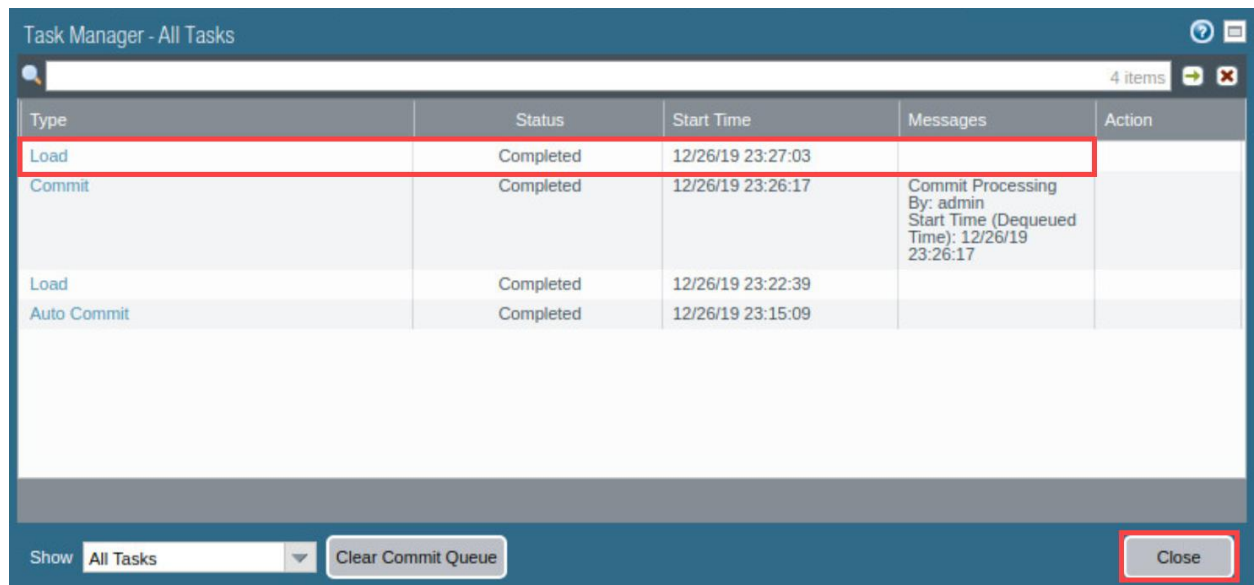 Task Manager - All Tasks
4 items
Type Status Start Time Messages Action
Load Completed 12/26/19 23:27:03
Commit Completed 12/26/19 23:26:17 Commit Processing
By: admin
Start Time (Dequeued
Time): 12/26/19
23:26:17
Load Completed 12/26/19 23:22:39
Auto Commit Completed 12/26/19 23:15:09
Show All Tasks Clear Commit Queue Close